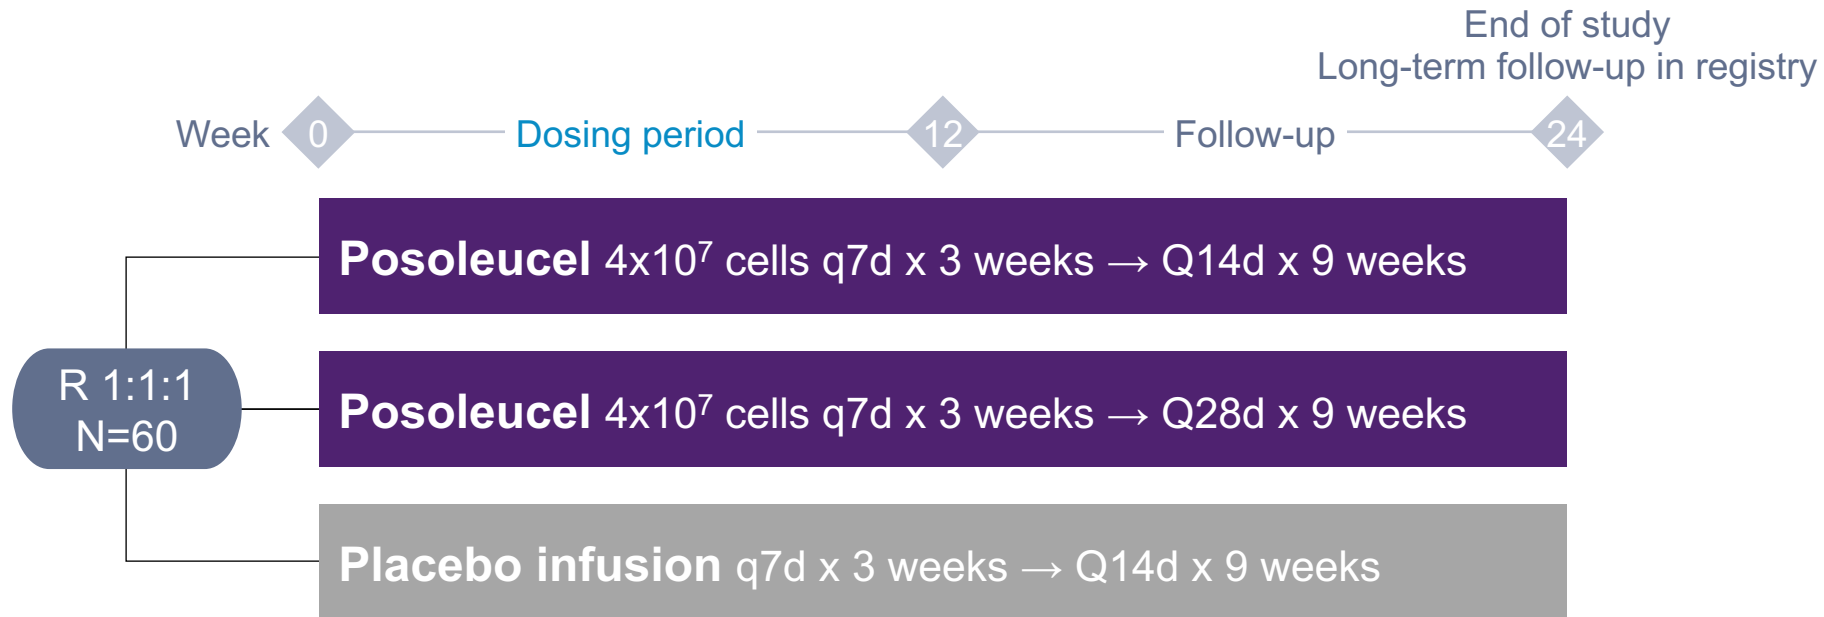 End of study
Long-term follow-up in registry
Week 0 Dosing period 12 Follow-up 24
Posoleucel 4x10⁷ cells q7d x 3 weeks → Q14d x 9 weeks
R 1:1:1
N=60
Posoleucel 4x10⁷ cells q7d x 3 weeks → Q28d x 9 weeks
Placebo infusion q7d x 3 weeks → Q14d x 9 weeks